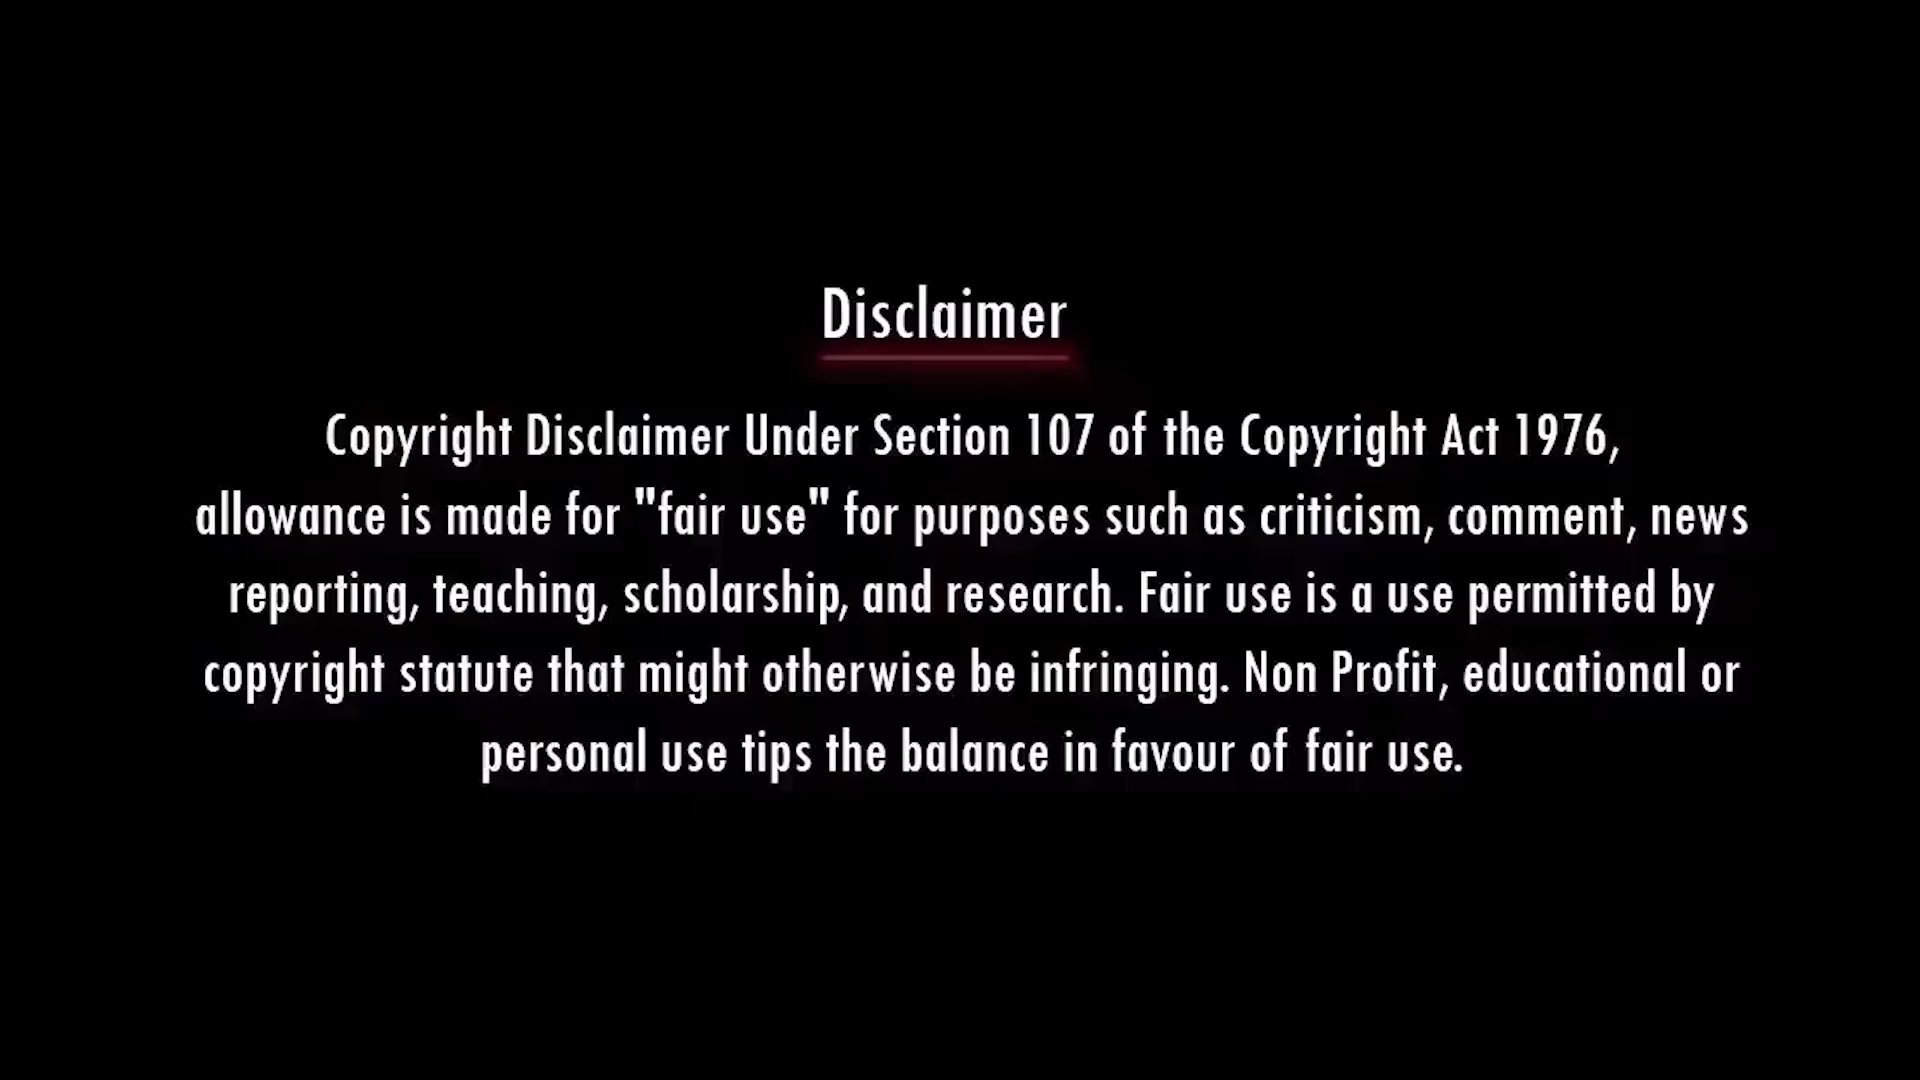 Disclaimer
Copyright Disclaimer Under Section 107 of the Copyright Act 1976,
allowance is made for "fair use" for purposes such as criticism, comment, news
reporting, teaching, scholarship, and research. Fair use is a use permitted by
copyright statute that might otherwise be infringing. Non Profit, educational or
personal use tips the balance in favour of fair use.